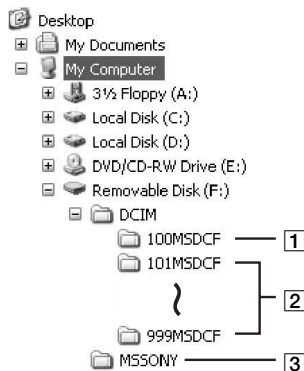 Desktop
My Documents
My Computer
3½ Floppy (A:)
Local Disk (C:)
Local Disk (D:)
DVD/CD-RW Drive (E:)
Removable Disk (F:)
DCIM
100MSDCF 1
101MSDCF
2
999MSDCF
MSSONY 3